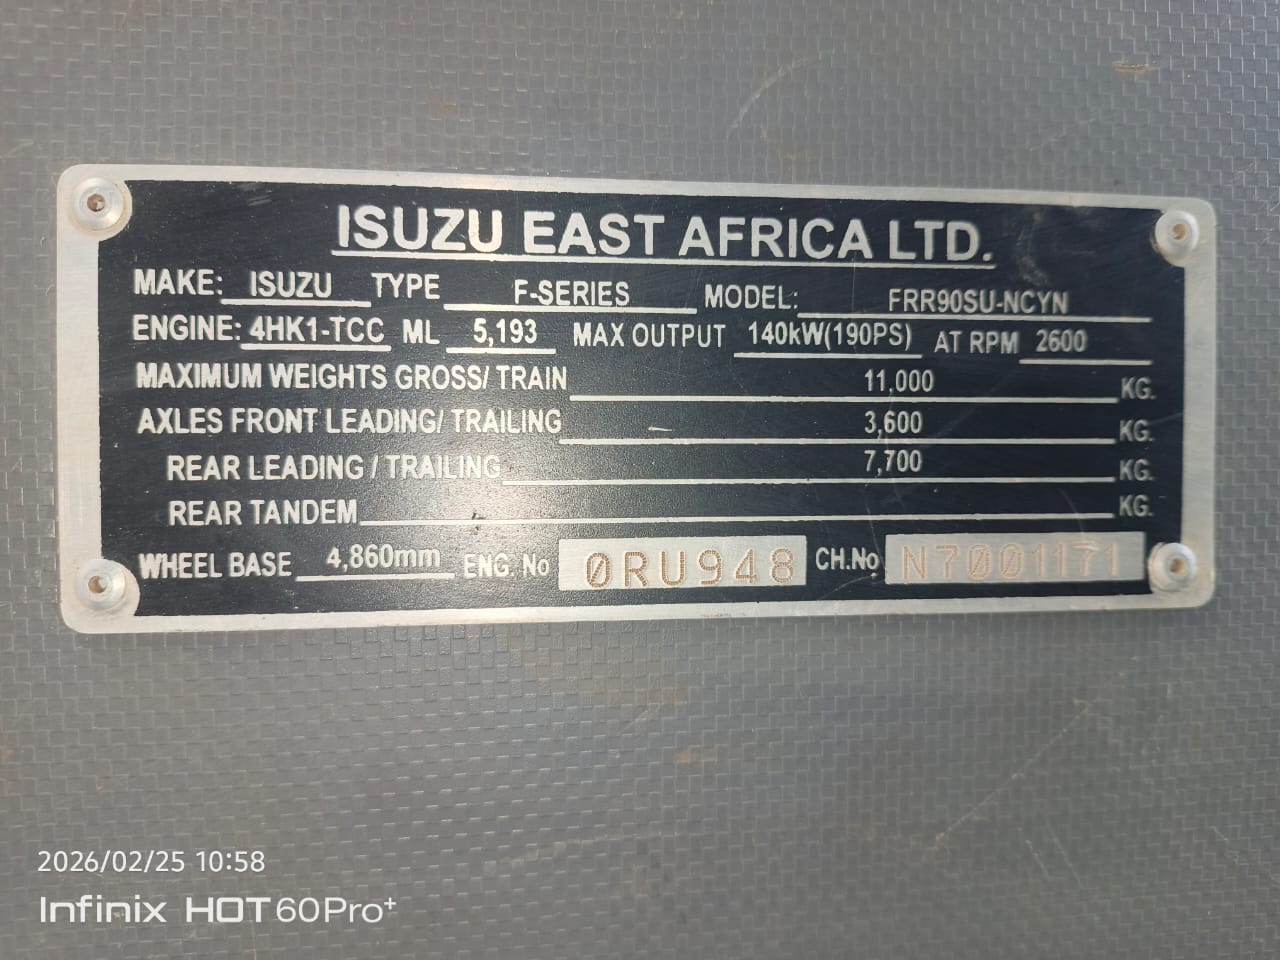 ISUZU EAST AFRICA LTD.
MAKE: ISUZU TYPE F-SERIES MODEL: FRR90SU-NCYN
ENGINE: 4HK1-TCC ML 5,193 MAX OUTPUT 140kW(190PS) AT RPM 2600
MAXIMUM WEIGHTS GROSS/ TRAIN 11,000 KG.
AXLES FRONT LEADING/ TRAILING 3,600 KG.
REAR LEADING / TRAILING 7,700 KG.
REAR TANDEM KG.
WHEEL BASE 4,860mm ENG. No 0RU948 CH.No N7001171
2026/02/25 10:58
Infinix HOT 60Pro+